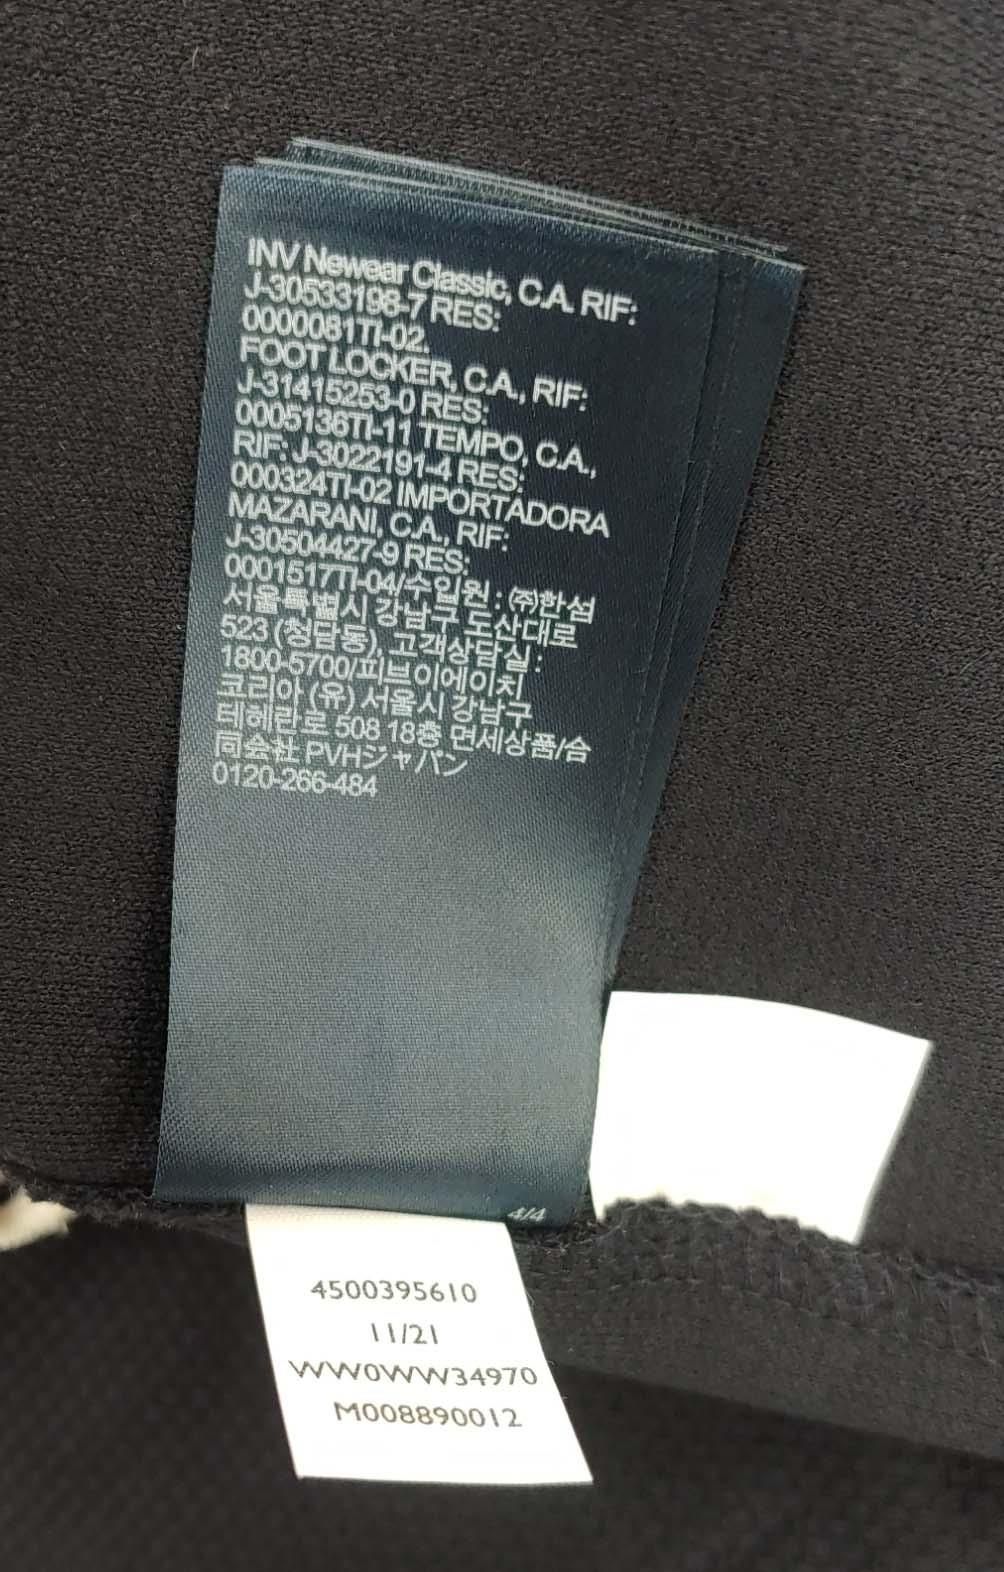 INV Newear Classic, C.A. RIF:
J-30533198-7 RES:
0000081TI-02.
FOOT LOCKER, C.A., RIF:
J-31415253-0 RES:
0005136TI-11 TEMPO, C.A.,
RIF: J-3022191-4 RES:
000324TI-02 IMPORTADORA
MAZARANI, C.A., RIF:
J-30504427-9 RES:
0001517TI-04/수입원 : ㈜한섬
서울특별시 강남구 도산대로
523 (청담동), 고객상담실 :
1800-5700/피브이에이치
코리아 (유) 서울시 강남구
테헤란로 508 18층 면세상품/合
同会社 PVHジャパン
0120-266-484
4/4
4500395610
11/21
WW0WW34970
M008890012